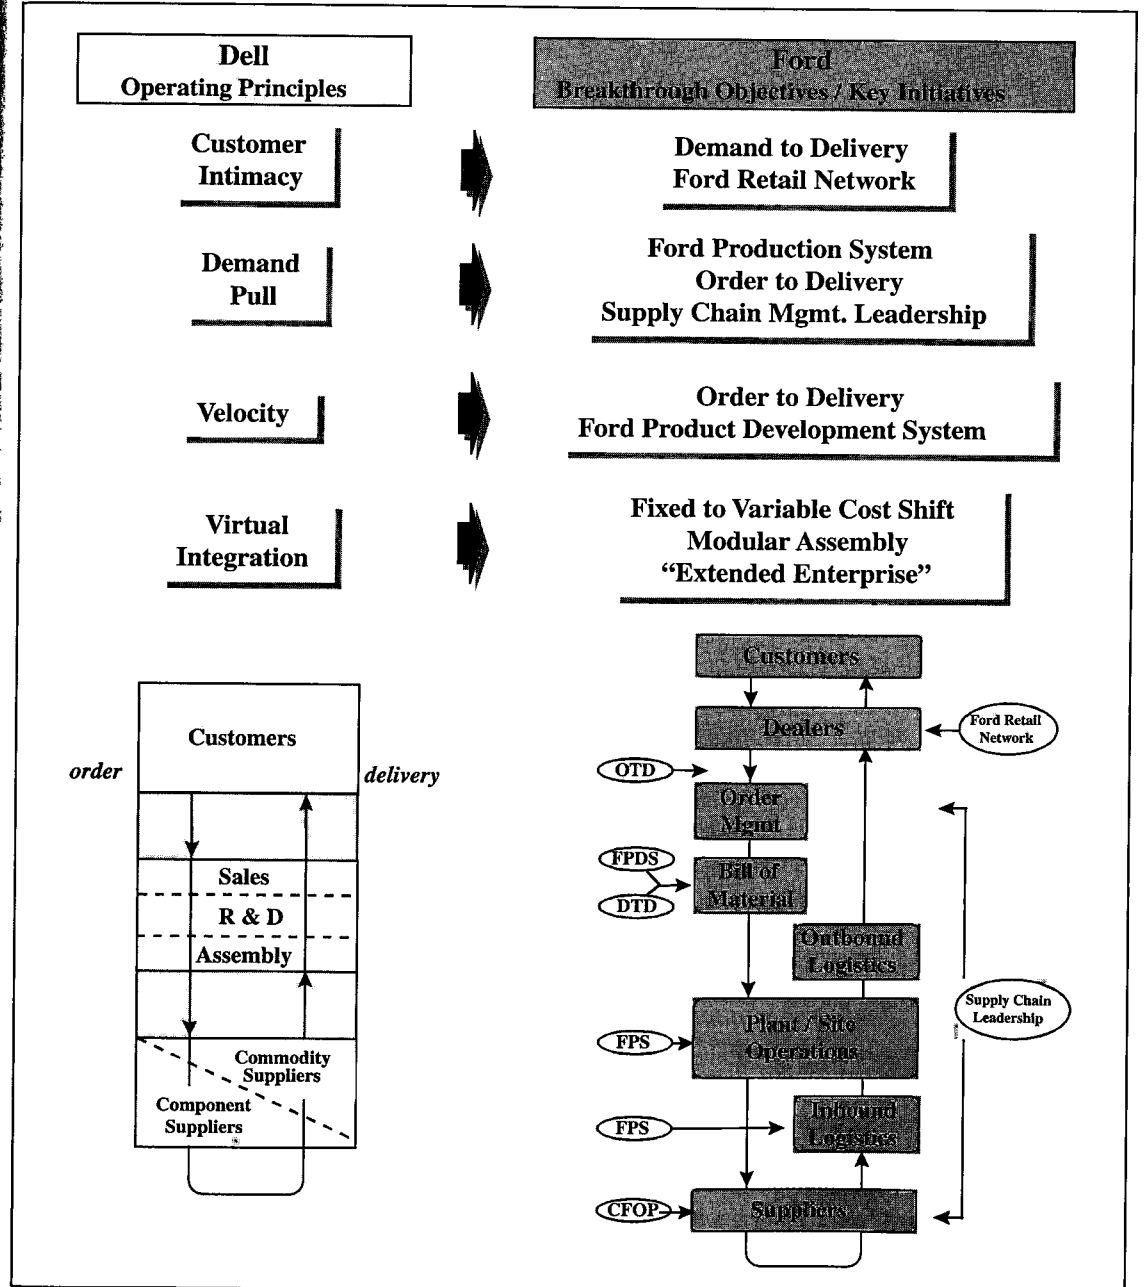 Dell
Operating Principles
Ford
Breakthrough Objectives / Key Initiatives
Customer
Intimacy
Demand to Delivery
Ford Retail Network
Demand
Pull
Ford Production System
Order to Delivery
Supply Chain Mgmt. Leadership
Velocity
Order to Delivery
Ford Product Development System
Virtual
Integration
Fixed to Variable Cost Shift
Modular Assembly
“Extended Enterprise”
Customers
order
delivery
Sales
R & D
Assembly
Commodity
Suppliers
Component
Suppliers
Customers
Dealers
Ford Retail
Network
OTD
Order
Mgmt
FPDS
DTD
Bill of
Material
Outbound
Logistics
Supply Chain
Leadership
FPS
Plant / Site
Operations
FPS
Inbound
Logistics
CFOP
Suppliers